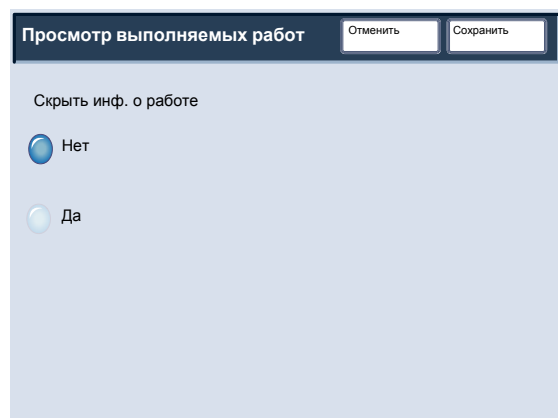 Просмотр выполняемых работ
Отменить
Сохранить
Скрыть инф. о работе
Нет
Да